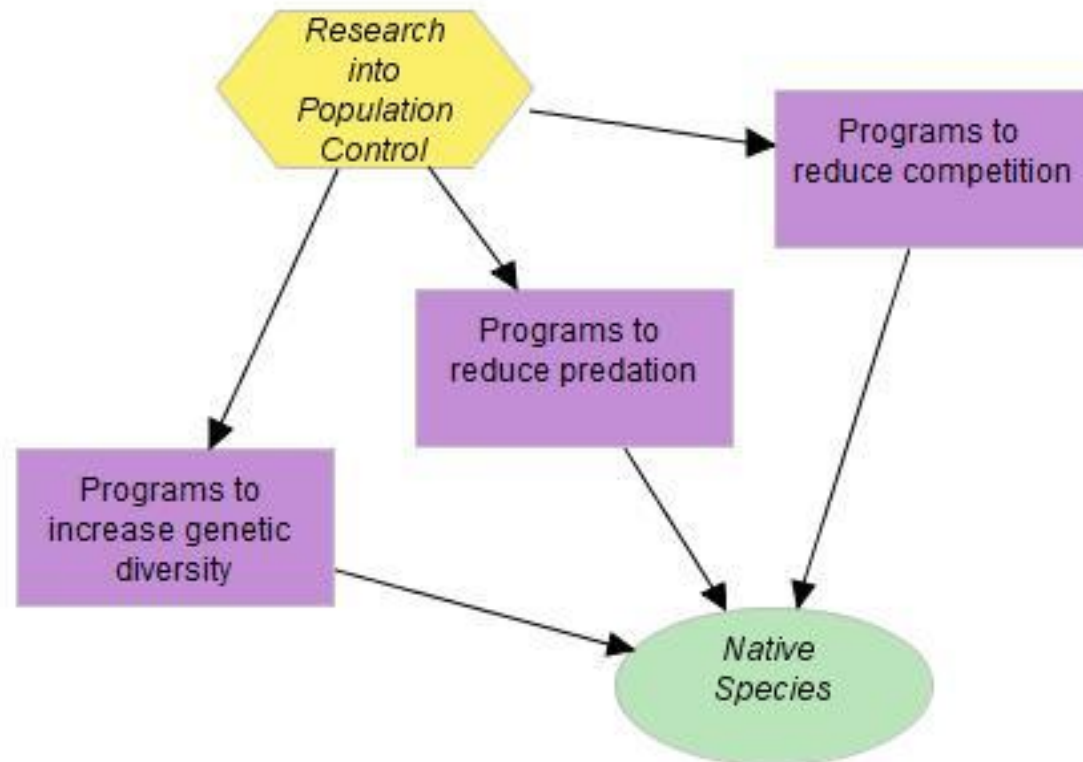 Research
into
Population
Control
Programs to
reduce competition
Programs to
reduce predation
Programs to
increase genetic
diversity
Native
Species